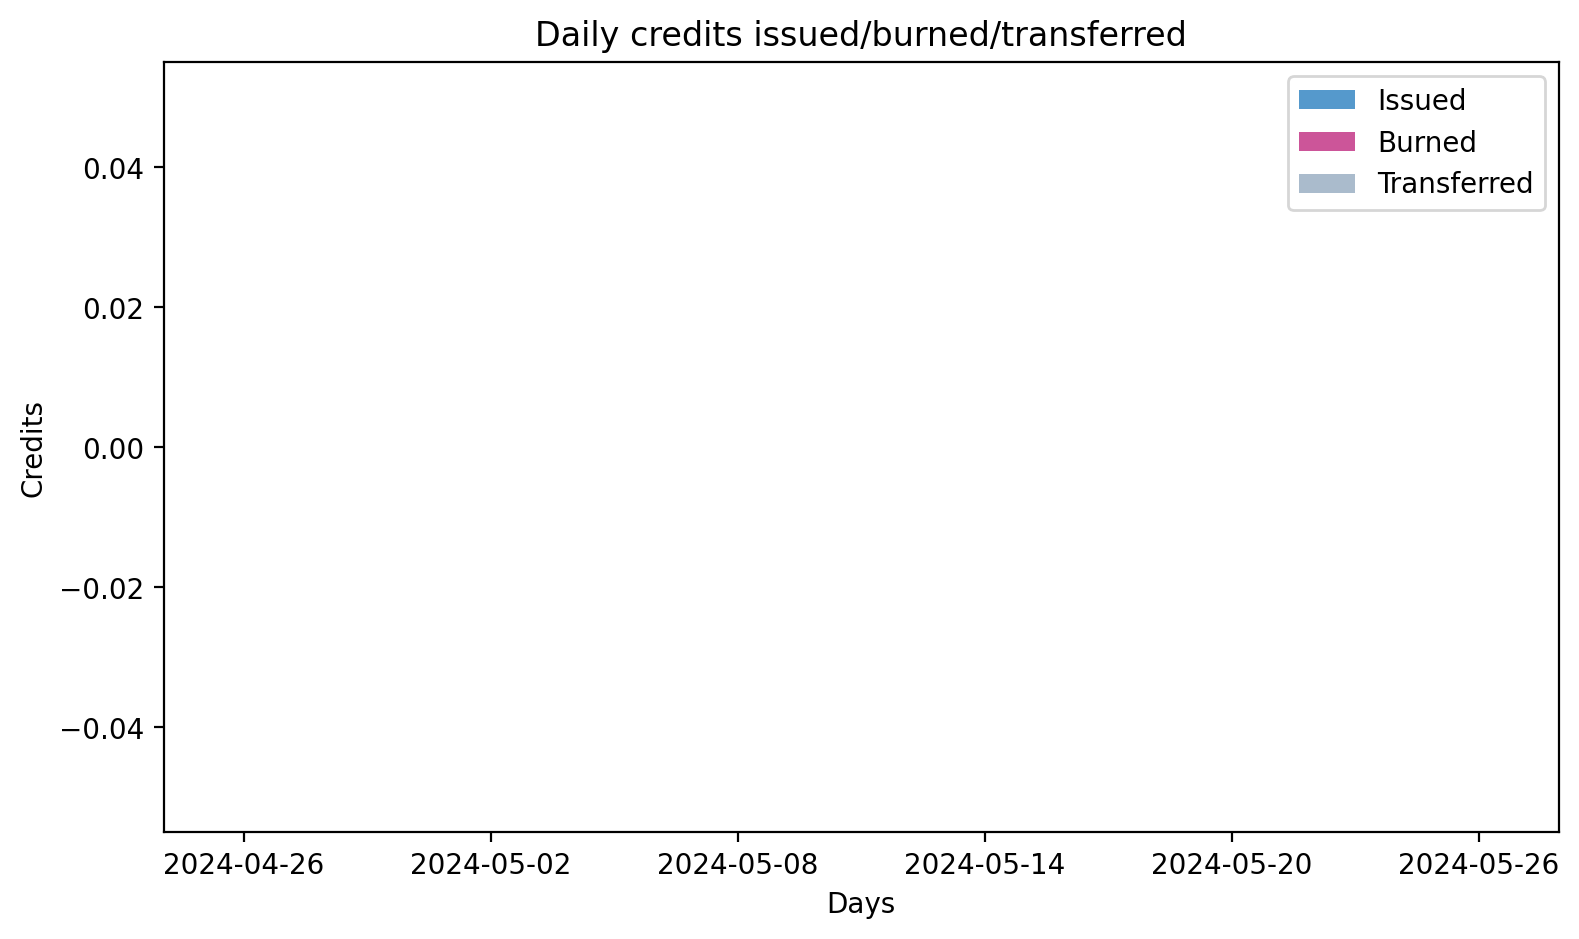 Daily credits issued/burned/transferred
Issued
Burned
Transferred
0.04
0.02
0.00
−0.02
−0.04
Credits
2024-04-26 2024-05-02 2024-05-08 2024-05-14 2024-05-20 2024-05-26
Days